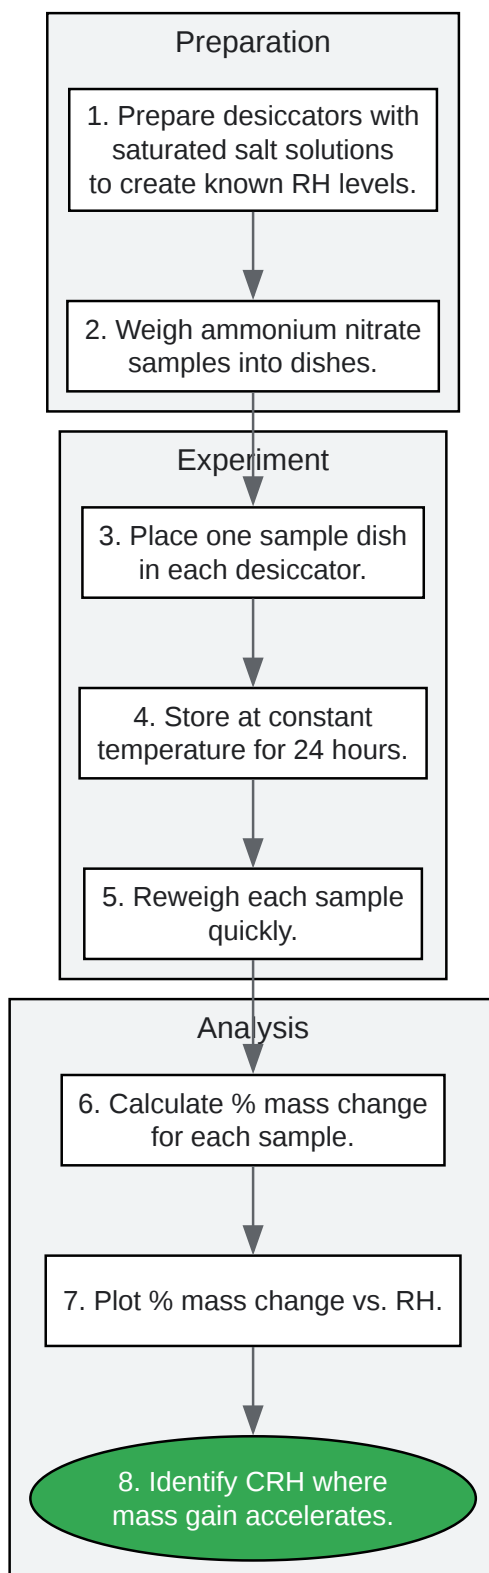 Preparation
1. Prepare desiccators with
saturated salt solutions
to create known RH levels.
2. Weigh ammonium nitrate
samples into dishes.
Experiment
3. Place one sample dish
in each desiccator.
4. Store at constant
temperature for 24 hours.
5. Reweigh each sample
quickly.
Analysis
6. Calculate % mass change
for each sample.
7. Plot % mass change vs. RH.
8. Identify CRH where
mass gain accelerates.